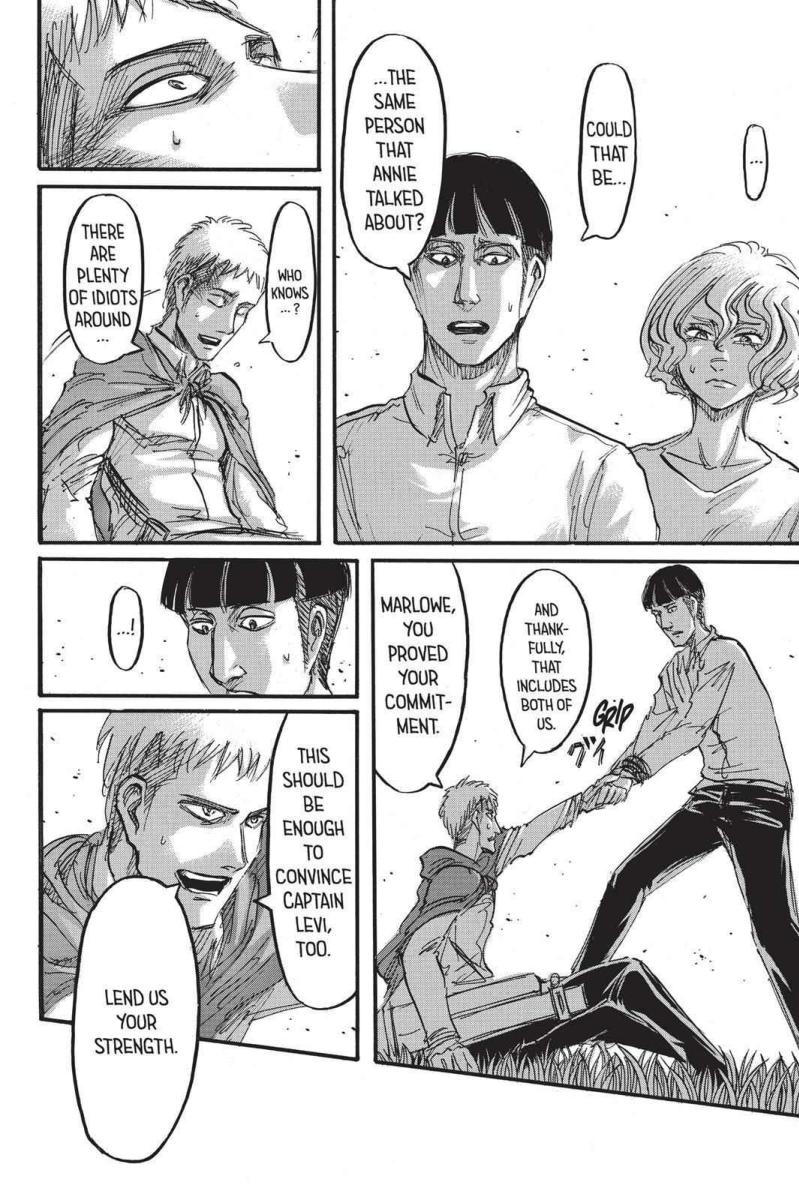 ...
COULD
THAT
BE...
...THE
SAME
PERSON
THAT
ANNIE
TALKED
ABOUT?
WHO
KNOWS
...?
THERE
ARE
PLENTY
OF IDIOTS
AROUND
...
AND
THANK-
FULLY,
THAT
INCLUDES
BOTH OF
US.
GRIP
グイ
MARLOWE,
YOU
PROVED
YOUR
COMMIT-
MENT.
...!
THIS
SHOULD
BE
ENOUGH
TO
CONVINCE
CAPTAIN
LEVI,
TOO.
LEND US
YOUR
STRENGTH.